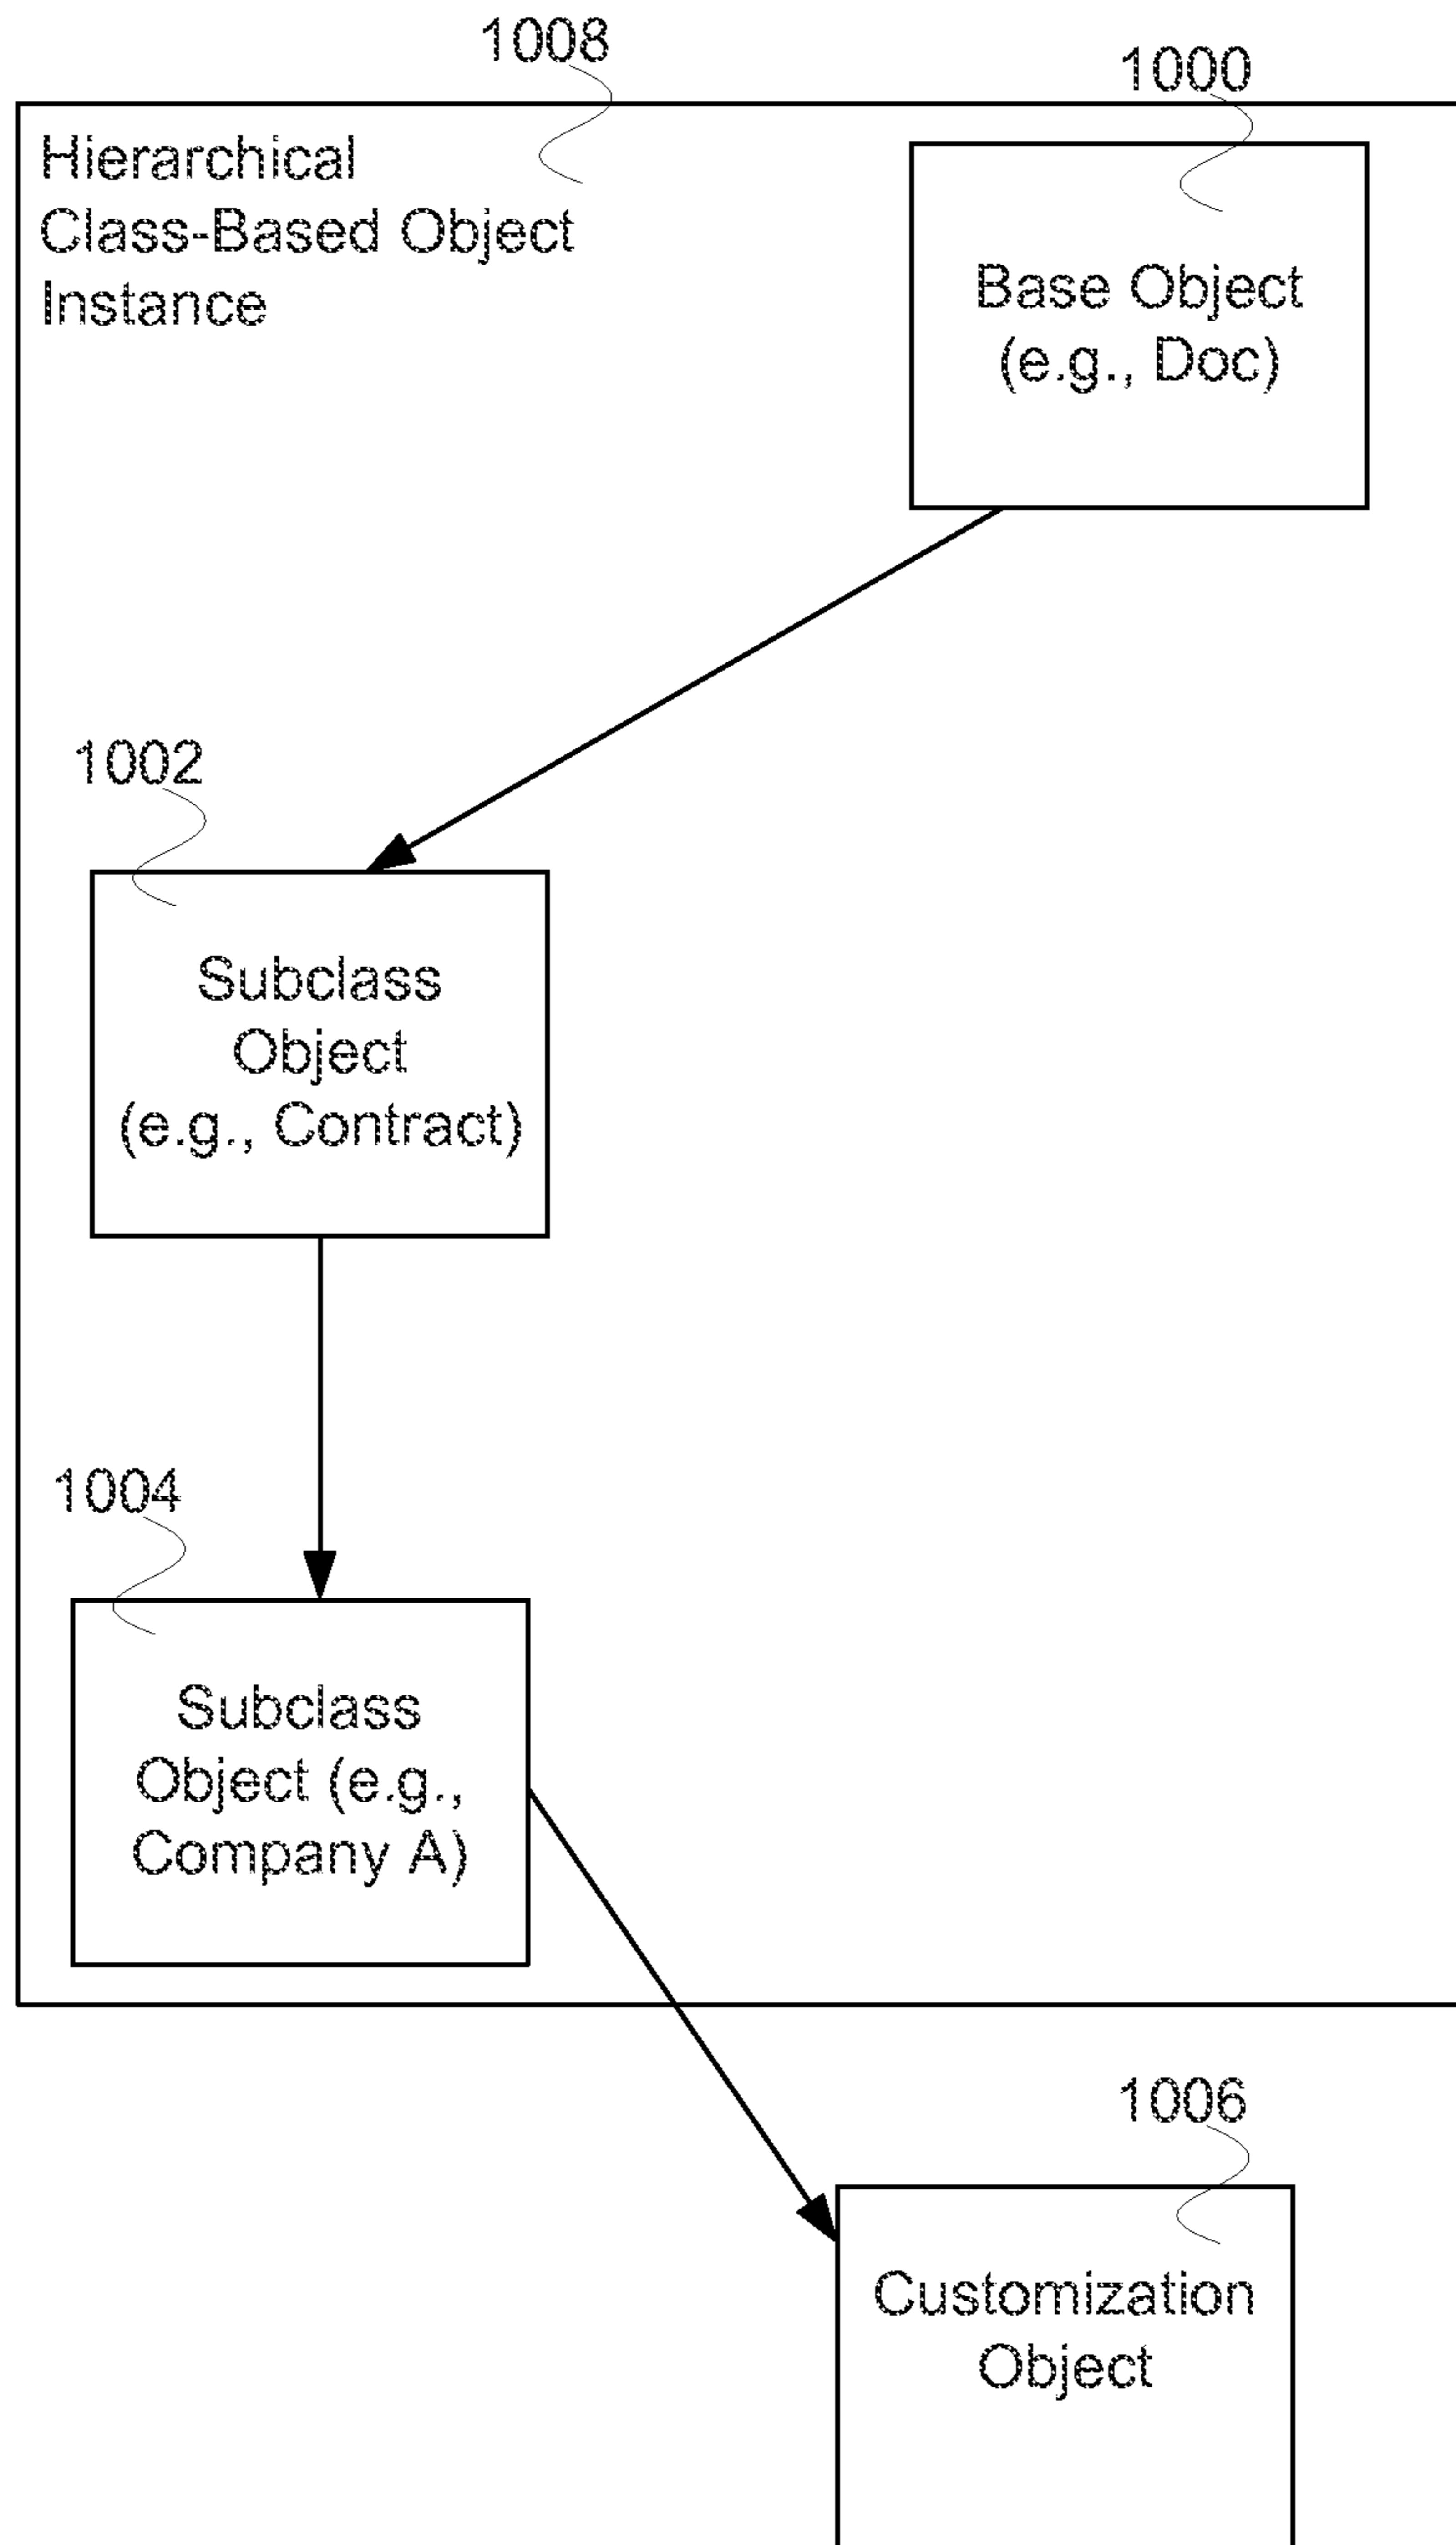 1008
1000
Hierarchical
Class-Based Object
Instance
Base Object
(e.g., Doc)
1002
Subclass
Object
(e.g., Contract)
1004
Subclass
Object (e.g.,
Company A)
1006
Customization
Object